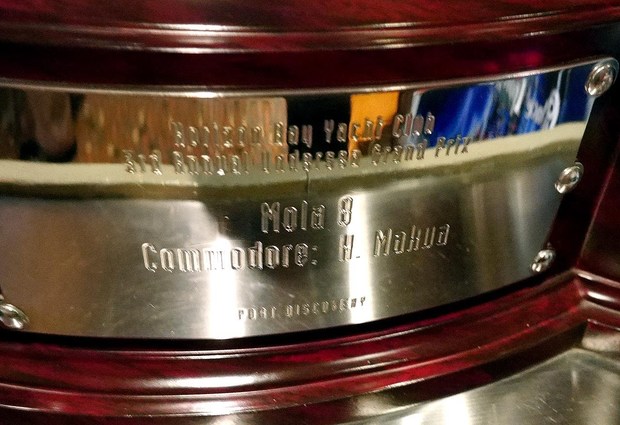 Horizon Bay Yacht Club
3rd Annual Undersea Grand Prix
Mola 8
Commodore: H. Makua
PORT DISCOVERY